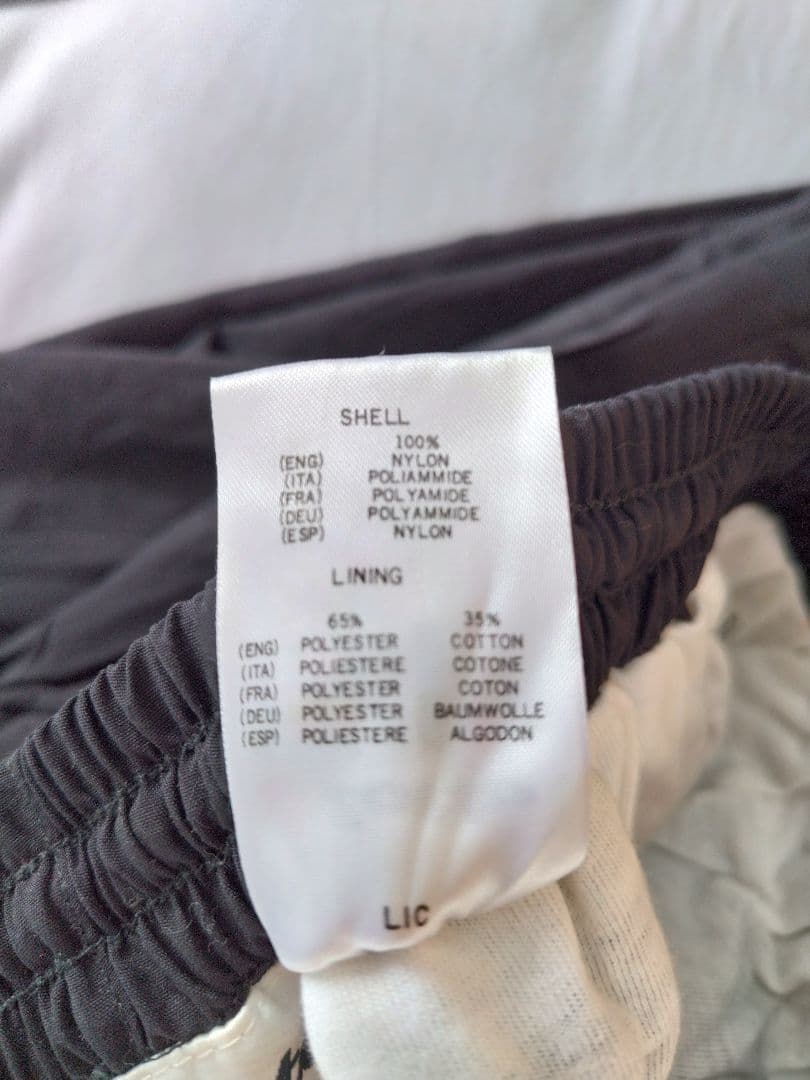 SHELL
100%
(ENG) NYLON
(ITA) POLIAMMIDE
(FRA) POLYAMIDE
(DEU) POLYAMMIDE
(ESP) NYLON
LINING
65% 35%
(ENG) POLYESTER COTTON
(ITA) POLIESTERE COTONE
(FRA) POLYESTER COTON
(DEU) POLYESTER BAUMWOLLE
(ESP) POLIESTERE ALGODON
LIC